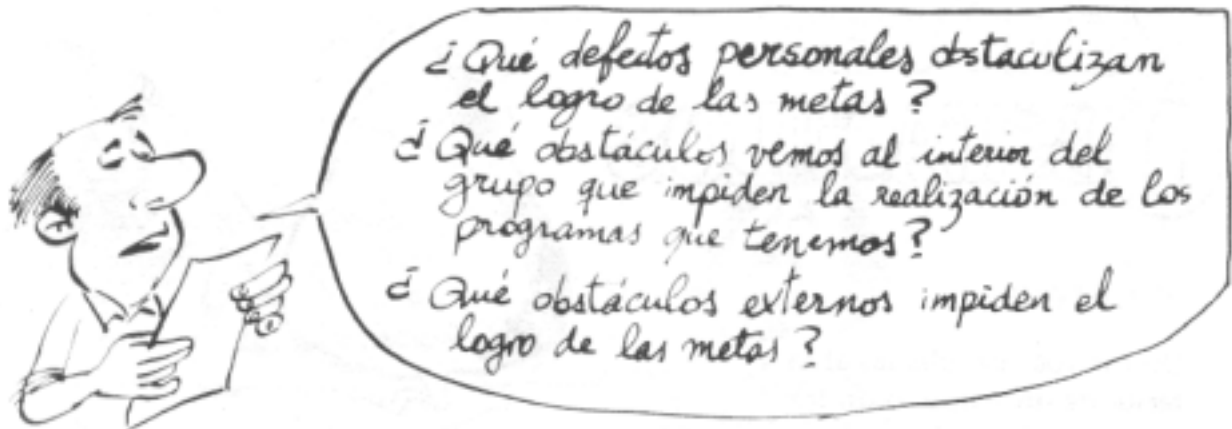 ¿Qué defectos personales obstaculizan
el logro de las metas?
¿Qué obstáculos vemos al interior del
grupo que impiden la realización de los
programas que tenemos?
¿Qué obstáculos externos impiden el
logro de las metas?